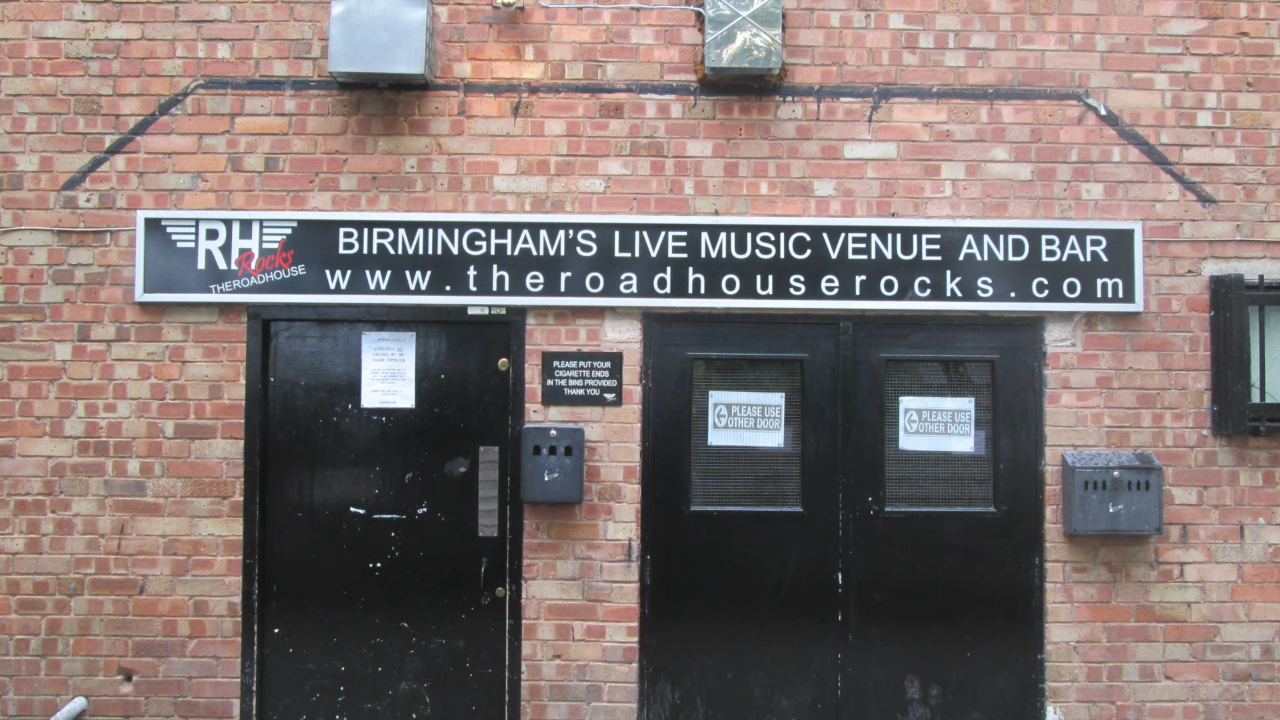 RH
Rocks
THEROADHOUSE
BIRMINGHAM'S LIVE MUSIC VENUE AND BAR
www.theroadhouserocks.com
PLEASE PUT YOUR
CIGARETTE ENDS
IN THE BINS PROVIDED
THANK YOU
PLEASE USE
OTHER DOOR
PLEASE USE
OTHER DOOR